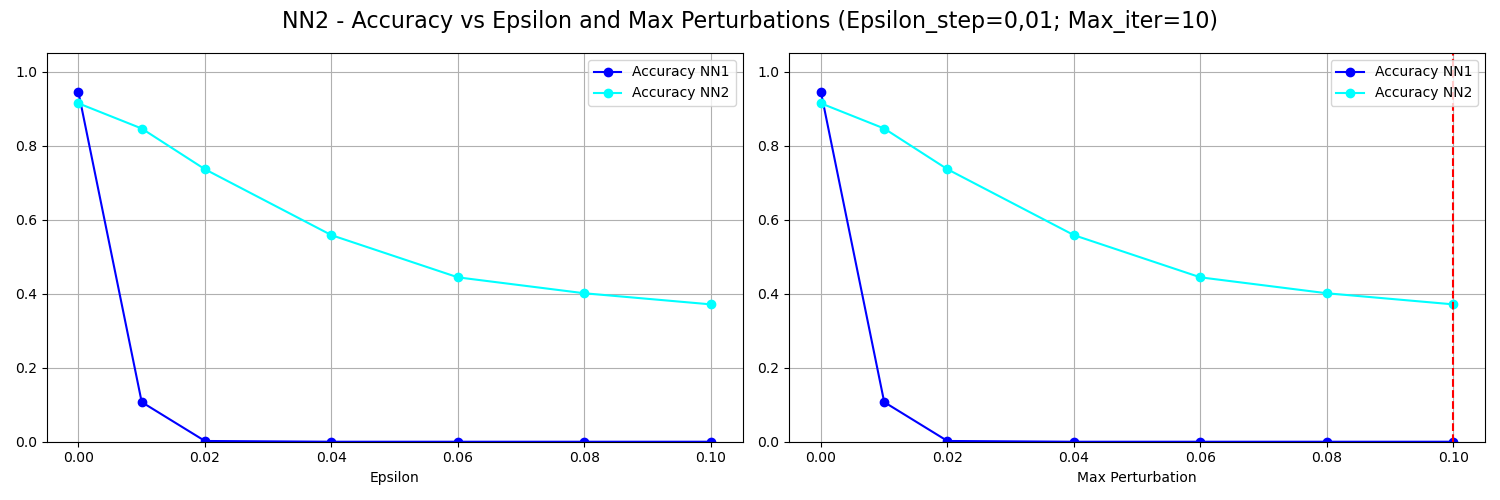 NN2 - Accuracy vs Epsilon and Max Perturbations (Epsilon_step=0,01; Max_iter=10)
Accuracy NN1
Accuracy NN2
1.0
0.8
0.6
0.4
0.2
0.0
0.00 0.02 0.04 0.06 0.08 0.10
Epsilon
Accuracy NN1
Accuracy NN2
1.0
0.8
0.6
0.4
0.2
0.0
0.00 0.02 0.04 0.06 0.08 0.10
Max Perturbation